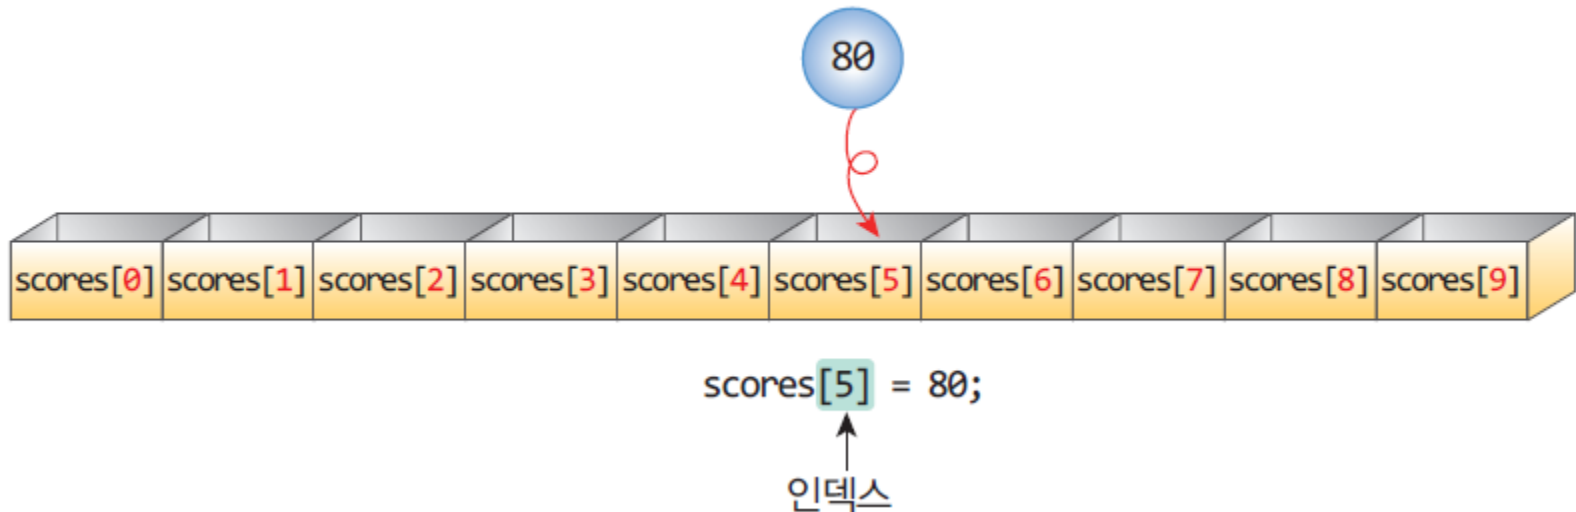 80
scores[0] scores[1] scores[2] scores[3] scores[4] scores[5] scores[6] scores[7] scores[8] scores[9]
scores[5] = 80;
인덱스